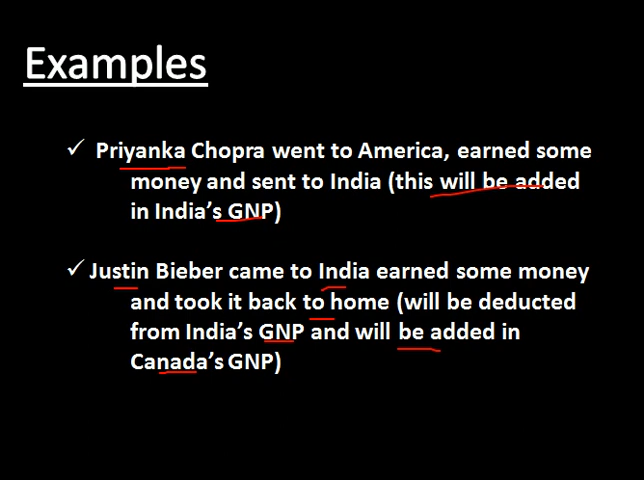 Examples
✓ Priyanka Chopra went to America, earned some
money and sent to India (this will be added
in India's GNP)
✓ Justin Bieber came to India earned some money
and took it back to home (will be deducted
from India's GNP and will be added in
Canada's GNP)